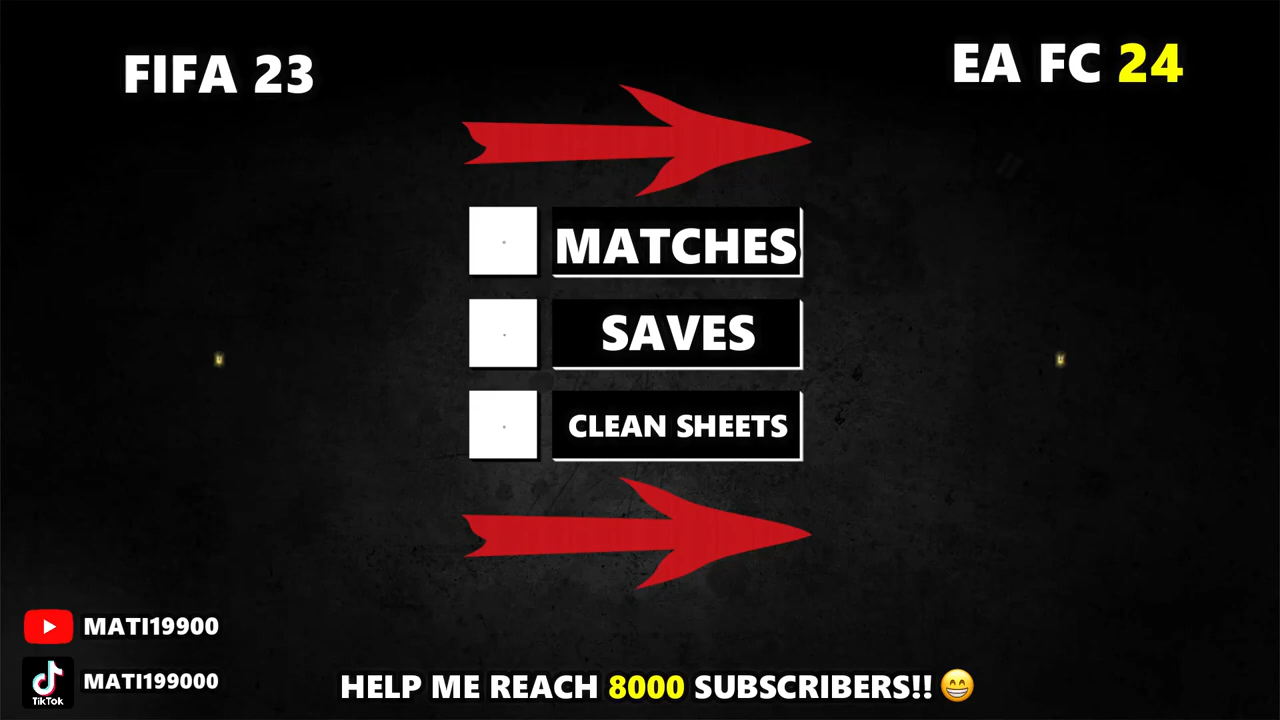 FIFA 23
EA FC 24
MATCHES
SAVES
CLEAN SHEETS
MATI19900
TikTok
MATI199000
HELP ME REACH 8000 SUBSCRIBERS!!😁